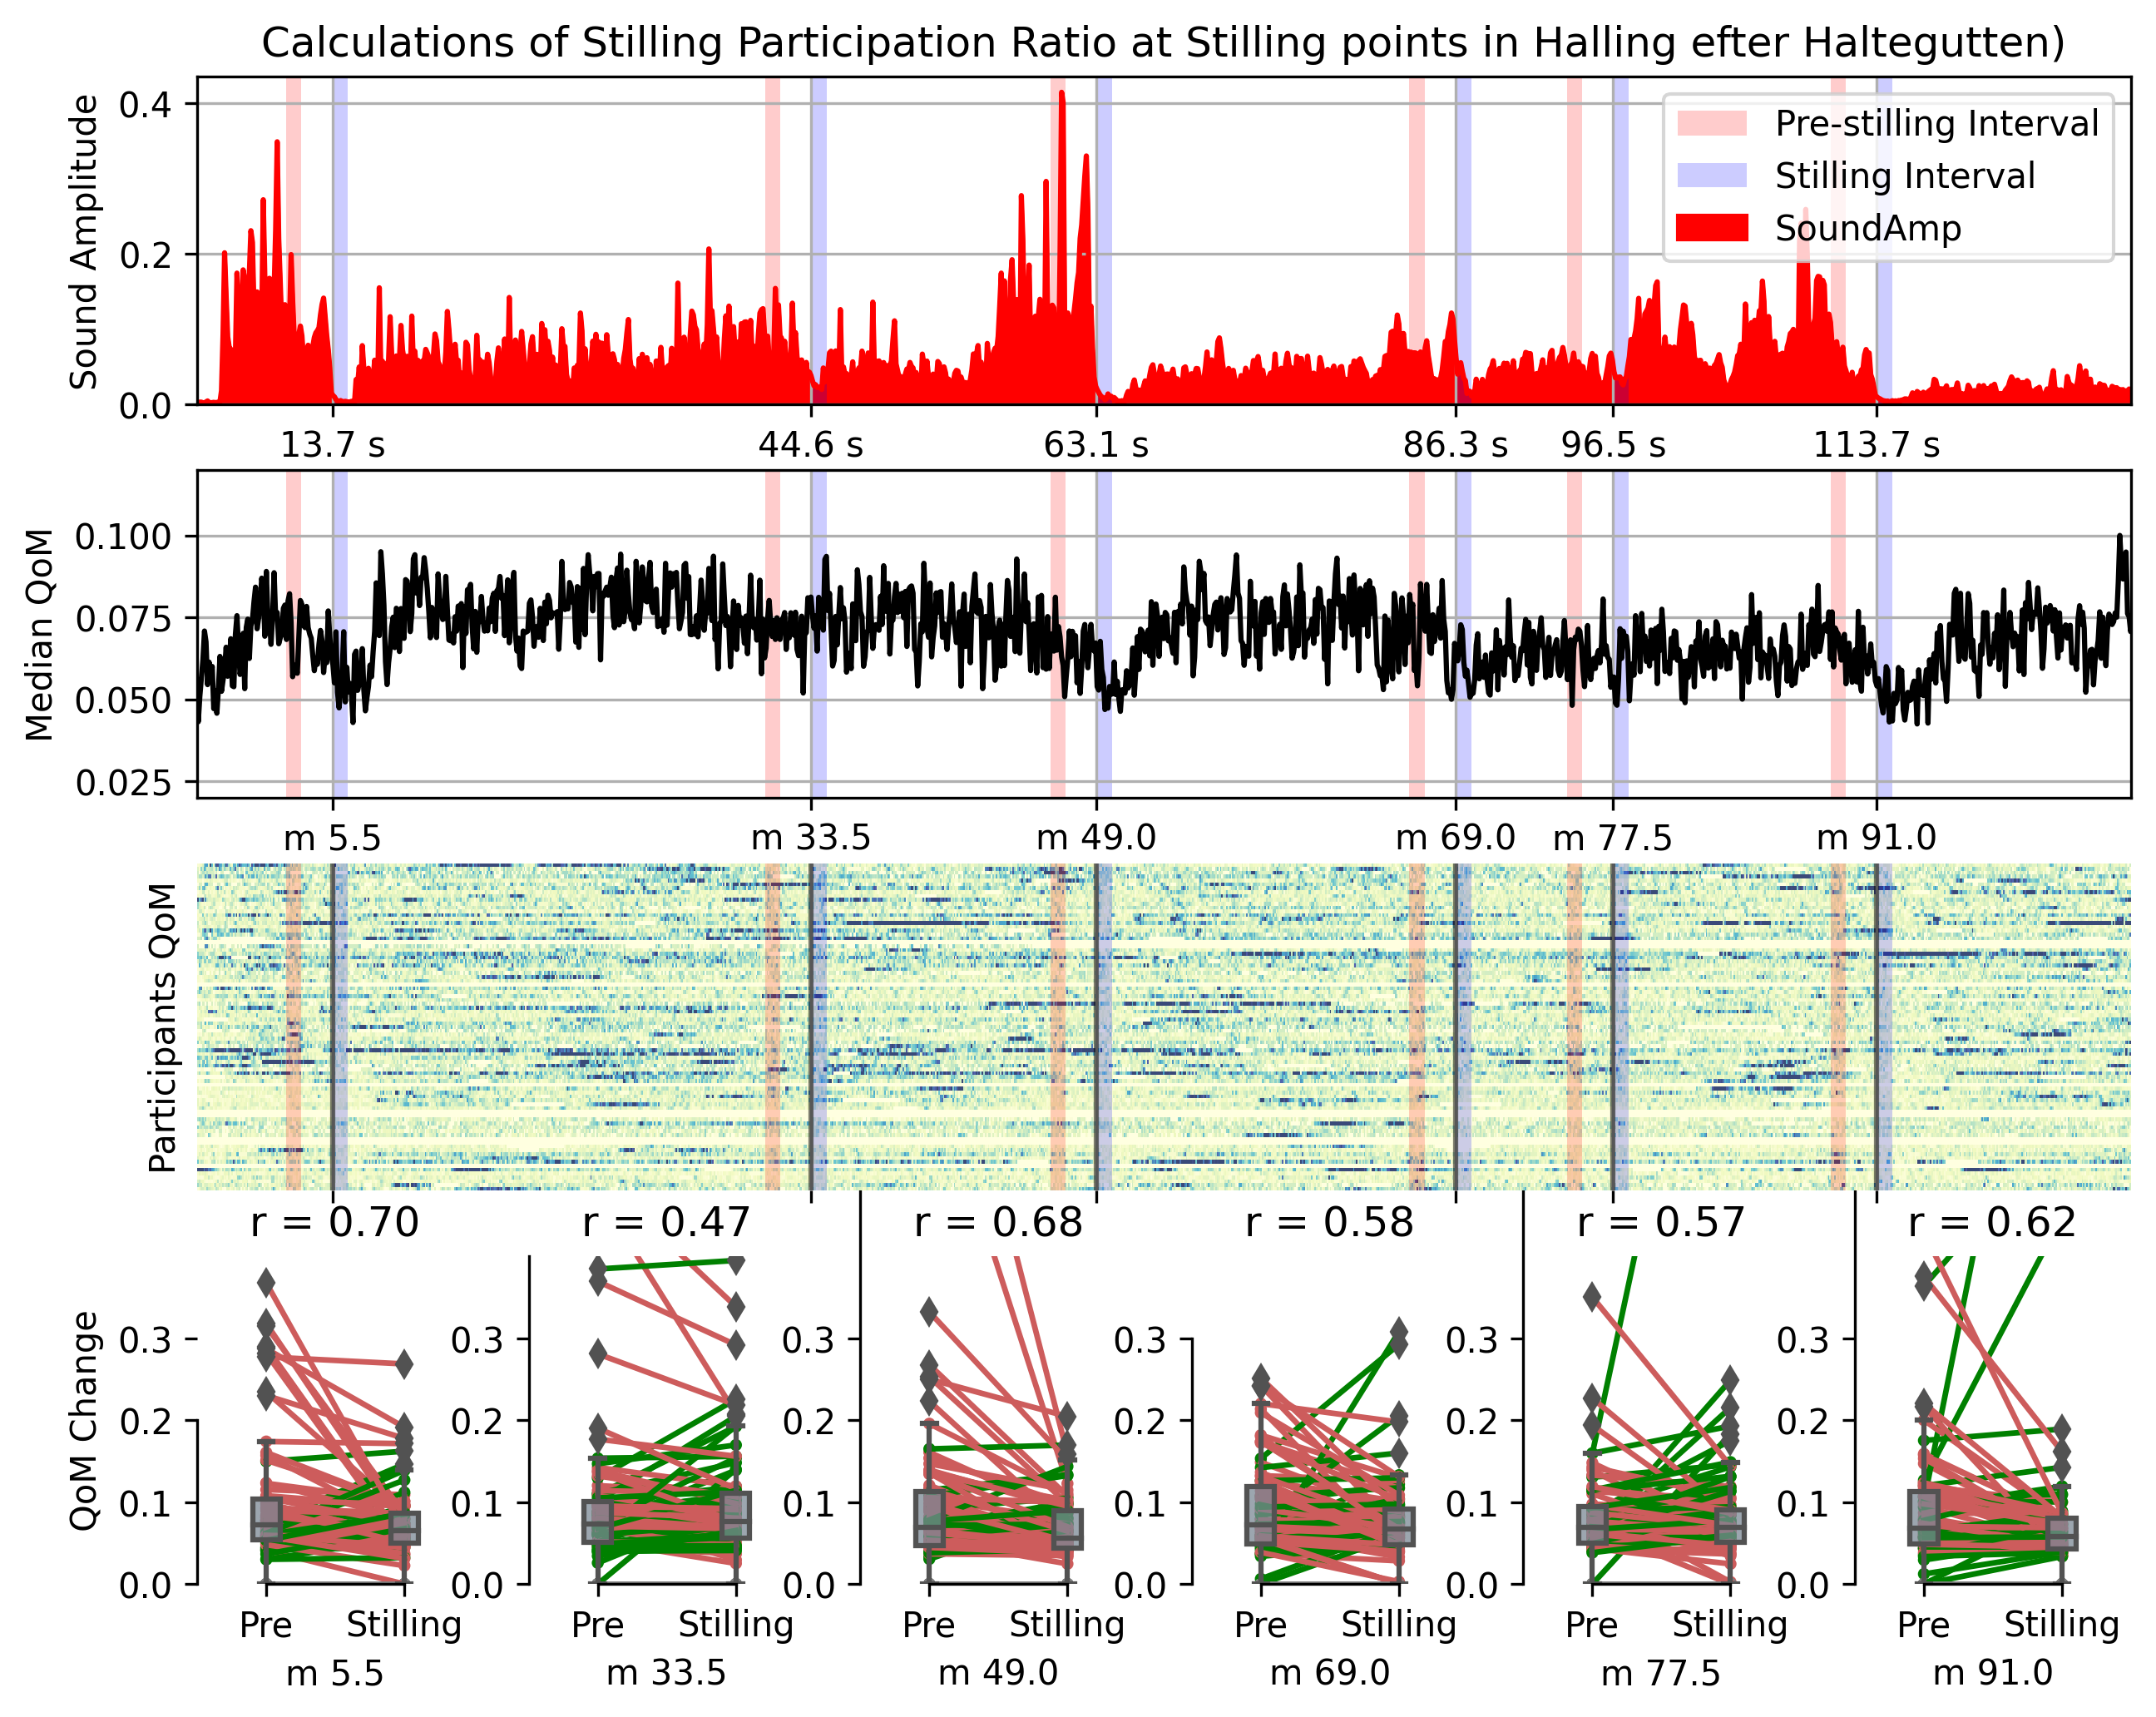 Calculations of Stilling Participation Ratio at Stilling points in Halling efter Haltegutten)
Sound Amplitude
0.4
0.2
0.0
Pre-stilling Interval
Stilling Interval
SoundAmp
13.7 s 44.6 s 63.1 s 86.3 s 96.5 s 113.7 s
Median QoM
0.100
0.075
0.050
0.025
m 5.5 m 33.5 m 49.0 m 69.0 m 77.5 m 91.0
Participants QoM
r = 0.70 r = 0.47 r = 0.68 r = 0.58 r = 0.57 r = 0.62
QoM Change
0.3 0.3 0.3 0.3 0.3 0.3
0.2 0.2 0.2 0.2 0.2 0.2
0.1 0.1 0.1 0.1 0.1 0.1
0.0 0.0 0.0 0.0 0.0 0.0
Pre Stilling Pre Stilling Pre Stilling Pre Stilling Pre Stilling Pre Stilling
m 5.5 m 33.5 m 49.0 m 69.0 m 77.5 m 91.0